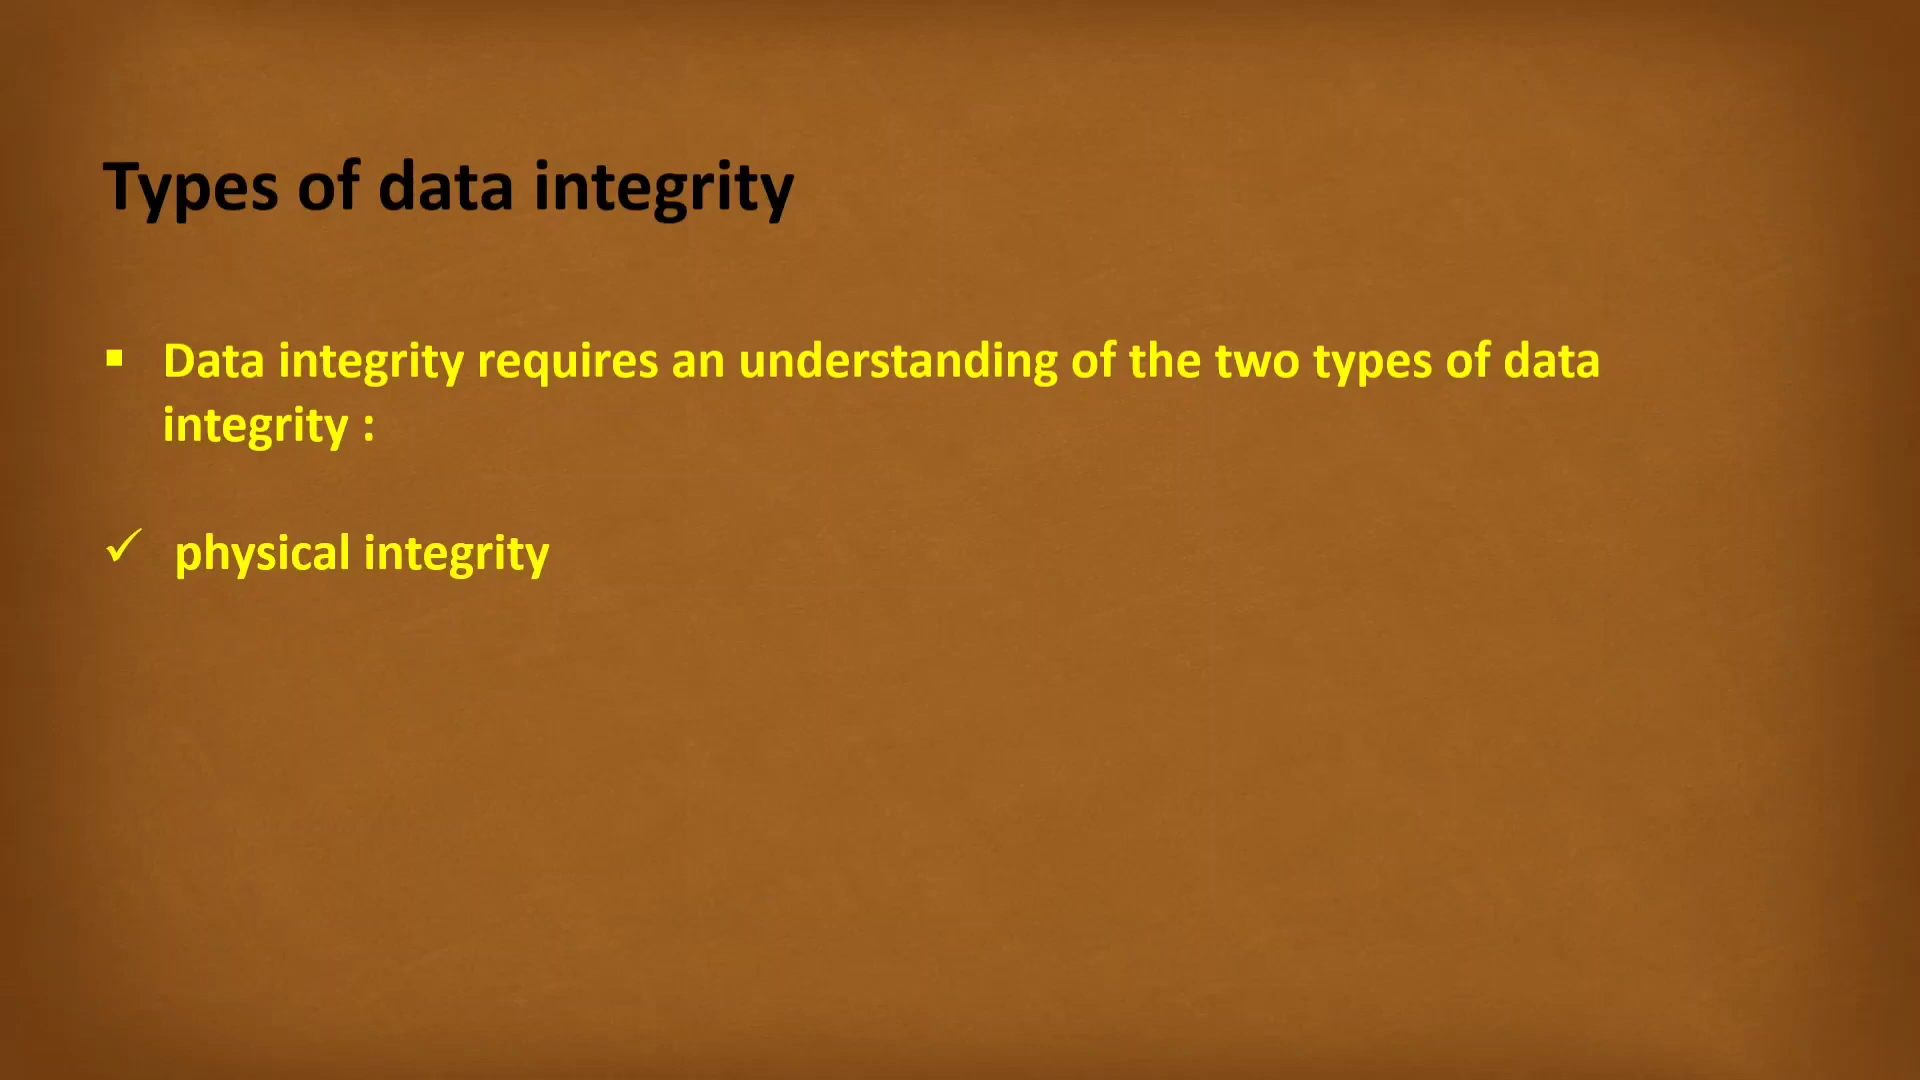 Types of data integrity
▪ Data integrity requires an understanding of the two types of data
integrity :
✓ physical integrity